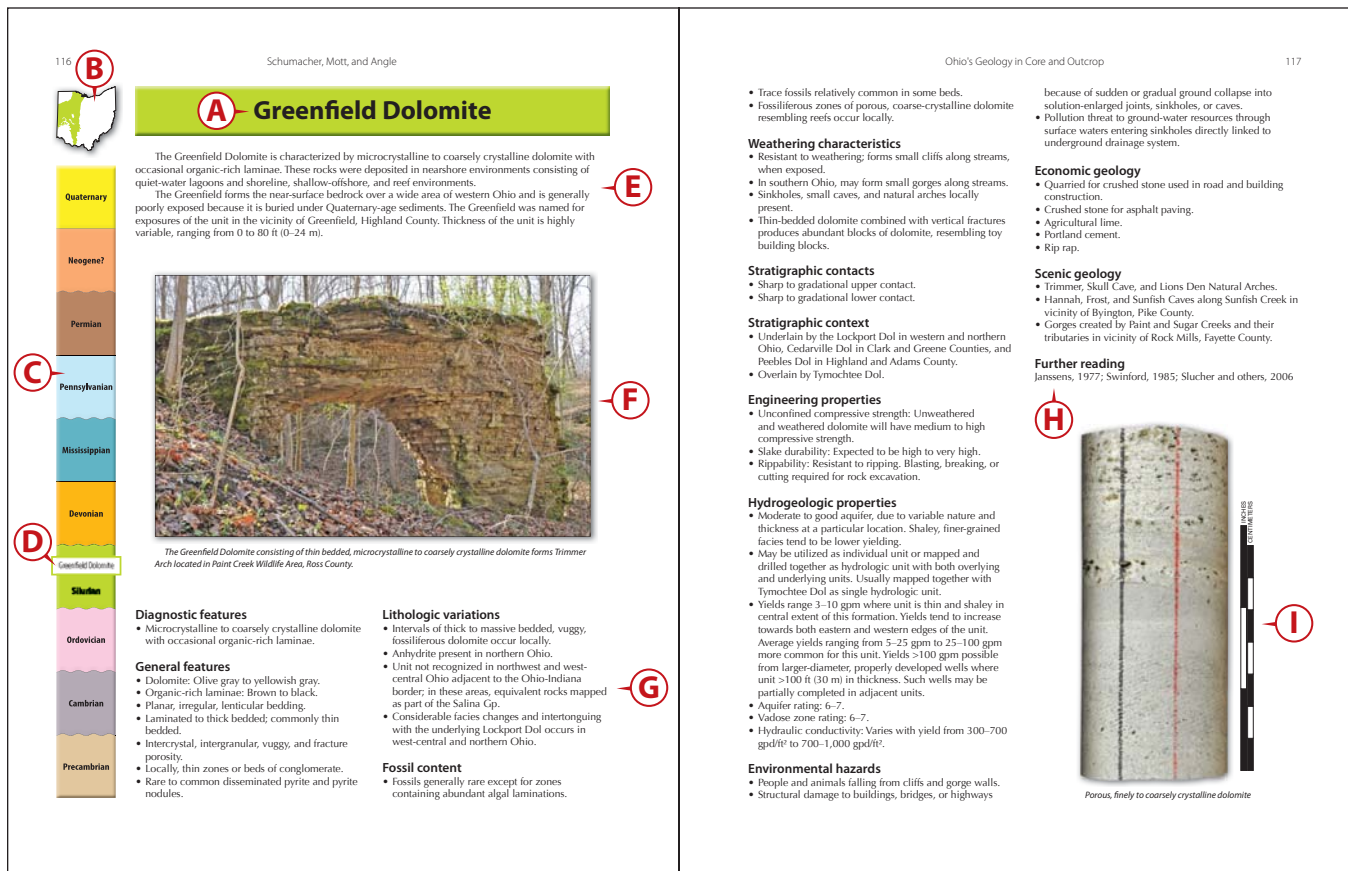 116
Schumacher, Mott, and Angle
B
A
Greenfield Dolomite
The Greenfield Dolomite is characterized by microcrystalline to coarsely crystalline dolomite with
occasional organic-rich laminae. These rocks were deposited in nearshore environments consisting of
quiet-water lagoons and shoreline, shallow-offshore, and reef environments.
The Greenfield forms the near-surface bedrock over a wide area of western Ohio and is generally
poorly exposed because it is buried under Quaternary-age sediments. The Greenfield was named for
exposures of the unit in the vicinity of Greenfield, Highland County. Thickness of the unit is highly
variable, ranging from 0 to 80 ft (0–24 m).
E
Quaternary
Neogene?
Permian
C
Pennsylvanian
Mississippian
Devonian
D
Greenfield Dolomite
Silurian
Ordovician
Cambrian
Precambrian
F
The Greenfield Dolomite consisting of thin bedded, microcrystalline to coarsely crystalline dolomite forms Trimmer
Arch located in Paint Creek Wildlife Area, Ross County.
Diagnostic features
• Microcrystalline to coarsely crystalline dolomite
with occasional organic-rich laminae.
General features
• Dolomite: Olive gray to yellowish gray.
• Organic-rich laminae: Brown to black.
• Planar, irregular, lenticular bedding.
• Laminated to thick bedded; commonly thin
bedded.
• Intercrystal, intergranular, vuggy, and fracture
porosity.
• Locally, thin zones or beds of conglomerate.
• Rare to common disseminated pyrite and pyrite
nodules.
Lithologic variations
• Intervals of thick to massive bedded, vuggy,
fossiliferous dolomite occur locally.
• Anhydrite present in northern Ohio.
• Unit not recognized in northwest and west-
central Ohio adjacent to the Ohio-Indiana
border; in these areas, equivalent rocks mapped
as part of the Salina Gp.
• Considerable facies changes and intertonguing
with the underlying Lockport Dol occurs in
west-central and northern Ohio.
G
Fossil content
• Fossils generally rare except for zones
containing abundant algal laminations.
Ohio's Geology in Core and Outcrop
117
• Trace fossils relatively common in some beds.
• Fossiliferous zones of porous, coarse-crystalline dolomite
resembling reefs occur locally.
Weathering characteristics
• Resistant to weathering; forms small cliffs along streams,
when exposed.
• In southern Ohio, may form small gorges along streams.
• Sinkholes, small caves, and natural arches locally
present.
• Thin-bedded dolomite combined with vertical fractures
produces abundant blocks of dolomite, resembling toy
building blocks.
Stratigraphic contacts
• Sharp to gradational upper contact.
• Sharp to gradational lower contact.
Stratigraphic context
• Underlain by the Lockport Dol in western and northern
Ohio, Cedarville Dol in Clark and Greene Counties, and
Peebles Dol in Highland and Adams County.
• Overlain by Tymochtee Dol.
Engineering properties
• Unconfined compressive strength: Unweathered
and weathered dolomite will have medium to high
compressive strength.
• Slake durability: Expected to be high to very high.
• Rippability: Resistant to ripping. Blasting, breaking, or
cutting required for rock excavation.
Hydrogeologic properties
• Moderate to good aquifer, due to variable nature and
thickness at a particular location. Shaley, finer-grained
facies tend to be lower yielding.
• May be utilized as individual unit or mapped and
drilled together as hydrologic unit with both overlying
and underlying units. Usually mapped together with
Tymochtee Dol as single hydrologic unit.
• Yields range 3–10 gpm where unit is thin and shaley in
central extent of this formation. Yields tend to increase
towards both eastern and western edges of the unit.
Average yields ranging from 5–25 gpm to 25–100 gpm
more common for this unit. Yields >100 gpm possible
from larger-diameter, properly developed wells where
unit >100 ft (30 m) in thickness. Such wells may be
partially completed in adjacent units.
• Aquifer rating: 6–7.
• Vadose zone rating: 6–7.
• Hydraulic conductivity: Varies with yield from 300–700
gpd/ft² to 700–1,000 gpd/ft².
Environmental hazards
• People and animals falling from cliffs and gorge walls.
• Structural damage to buildings, bridges, or highways
because of sudden or gradual ground collapse into
solution-enlarged joints, sinkholes, or caves.
• Pollution threat to ground-water resources through
surface waters entering sinkholes directly linked to
underground drainage system.
Economic geology
• Quarried for crushed stone used in road and building
construction.
• Crushed stone for asphalt paving.
• Agricultural lime.
• Portland cement.
• Rip rap.
Scenic geology
• Trimmer, Skull Cave, and Lions Den Natural Arches.
• Hannah, Frost, and Sunfish Caves along Sunfish Creek in
vicinity of Byington, Pike County.
• Gorges created by Paint and Sugar Creeks and their
tributaries in vicinity of Rock Mills, Fayette County.
Further reading
Janssens, 1977; Swinford, 1985; Slucher and others, 2006
H
INCHES
CENTIMETERS
I
Porous, finely to coarsely crystalline dolomite